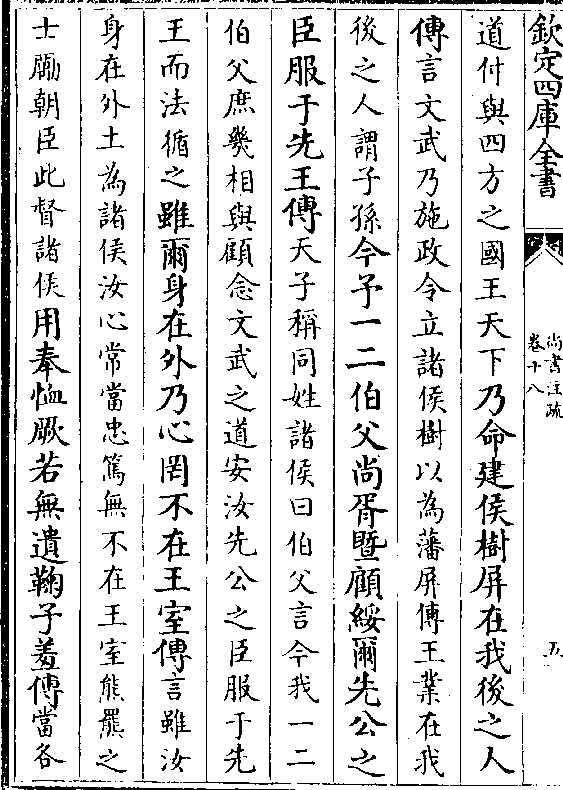 欽定四庫全書
尚書注疏
卷十八
五
道付與四方之國王天下乃命建侯樹屏在我後之人
傳言文武乃施政令立諸侯樹以為藩屏傳王業在我
後之人謂子孫今予一二伯父尚胥暨顧綏爾先公之
臣服于先王傳天子稱同姓諸侯曰伯父言今我一二
伯父庶幾相與顧念文武之道安汝先公之臣服于先
王而法循之雖爾身在外乃心罔不在王室傳言雖汝
身在外土為諸侯汝心常當忠篤無不在王室熊羆之
士勵朝臣此督諸侯用奉恤厥若無遺鞠子羞傳當各